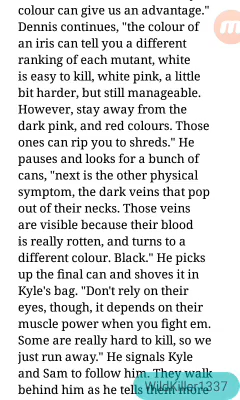 colour can give us an advantage."
Dennis continues, "the colour of
an iris can tell you a different
ranking of each mutant, white
is easy to kill, white pink, a little
bit harder, but still manageable.
However, stay away from the
dark pink, and red colours. Those
ones can rip you to shreds." He
pauses and looks for a bunch of
cans, "next is the other physical
symptom, the dark veins that pop
out of their necks. Those veins
are visible because their blood
is really rotten, and turns to a
different colour. Black." He picks
up the final can and shoves it in
Kyle's bag. "Don't rely on their
eyes, though, it depends on their
muscle power when you fight em.
Some are really hard to kill, so we
just run away." He signals Kyle
and Sam to follow him. They walk
behind him as he tells them more
WildKiller1337